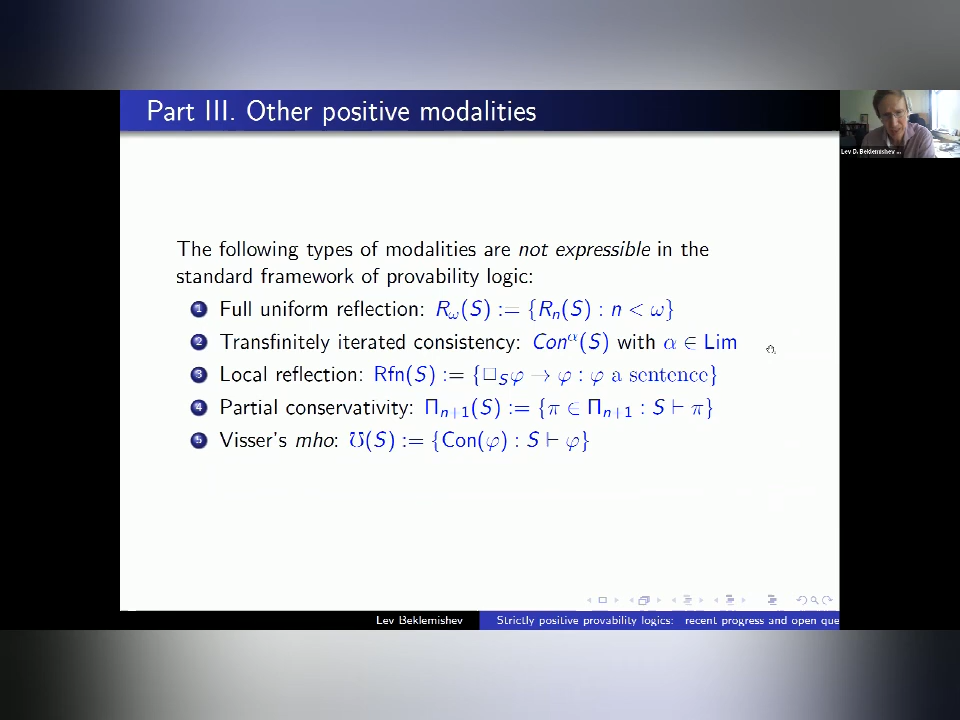 Part III. Other positive modalities
Lev D. Beklemishev ...
The following types of modalities are not expressible in the
standard framework of provability logic:
1 Full uniform reflection: R_ω(S) := {R_n(S) : n < ω}
2 Transfinitely iterated consistency: Con^α(S) with α ∈ Lim
3 Local reflection: Rfn(S) := {□_S φ → φ : φ a sentence}
4 Partial conservativity: Π_{n+1}(S) := {π ∈ Π_{n+1} : S ⊢ π}
5 Visser's mho: ℧(S) := {Con(φ) : S ⊢ φ}
Lev Beklemishev Strictly positive provability logics: recent progress and open que